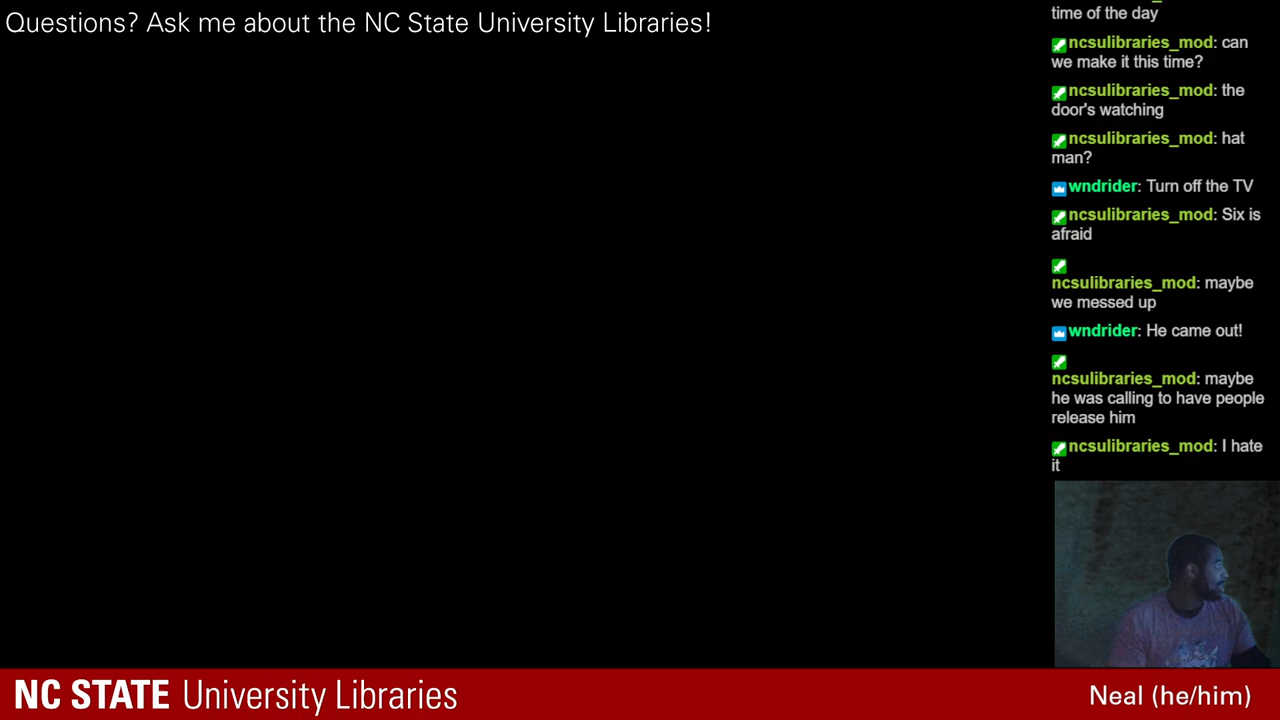 Questions? Ask me about the NC State University Libraries!
time of the day
ncsulibraries_mod: can
we make it this time?
ncsulibraries_mod: the
door's watching
ncsulibraries_mod: hat
man?
wndrider: Turn off the TV
ncsulibraries_mod: Six is
afraid
ncsulibraries_mod: maybe
we messed up
wndrider: He came out!
ncsulibraries_mod: maybe
he was calling to have people
release him
ncsulibraries_mod: I hate
it
NC STATE University Libraries
Neal (he/him)